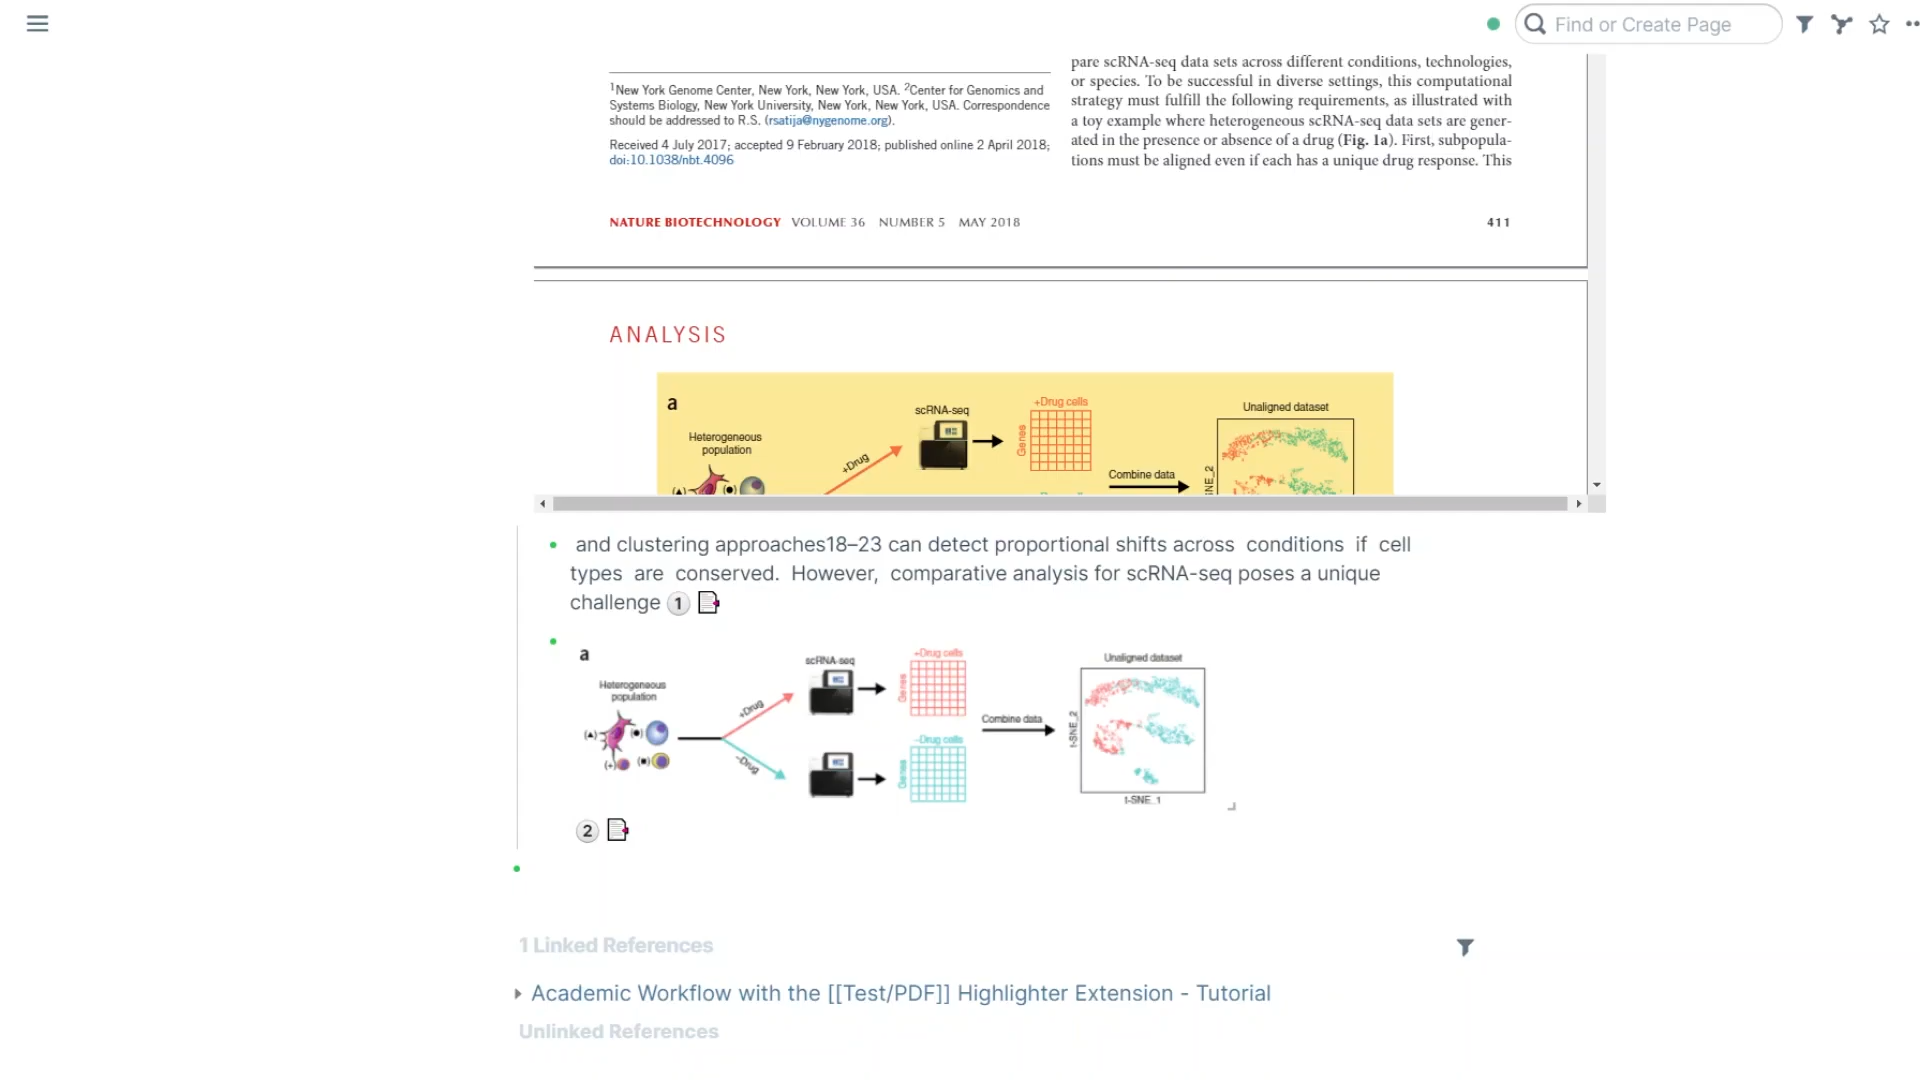 Find or Create Page
pare scRNA-seq data sets across different conditions, technologies,
or species. To be successful in diverse settings, this computational
strategy must fulfill the following requirements, as illustrated with
a toy example where heterogeneous scRNA-seq data sets are gener-
ated in the presence or absence of a drug (Fig. 1a). First, subpopula-
tions must be aligned even if each has a unique drug response. This
1New York Genome Center, New York, New York, USA. 2Center for Genomics and
Systems Biology, New York University, New York, New York, USA. Correspondence
should be addressed to R.S. (rsatija@nygenome.org).
Received 4 July 2017; accepted 9 February 2018; published online 2 April 2018;
doi:10.1038/nbt.4096
NATURE BIOTECHNOLOGY VOLUME 36 NUMBER 5 MAY 2018
411
ANALYSIS
a
Heterogeneous
population
+Drug
scRNA-seq
+Drug cells
Genes
Combine data
Unaligned dataset
SNE_2
and clustering approaches18–23 can detect proportional shifts across conditions if cell
types are conserved. However, comparative analysis for scRNA-seq poses a unique
challenge 1
a
Heterogeneous
population
+Drug
–Drug
scRNA-seq
+Drug cells
Genes
–Drug cells
Genes
Combine data
Unaligned dataset
t-SNE_2
t-SNE_1
2
1 Linked References
Academic Workflow with the [[Test/PDF]] Highlighter Extension - Tutorial
Unlinked References